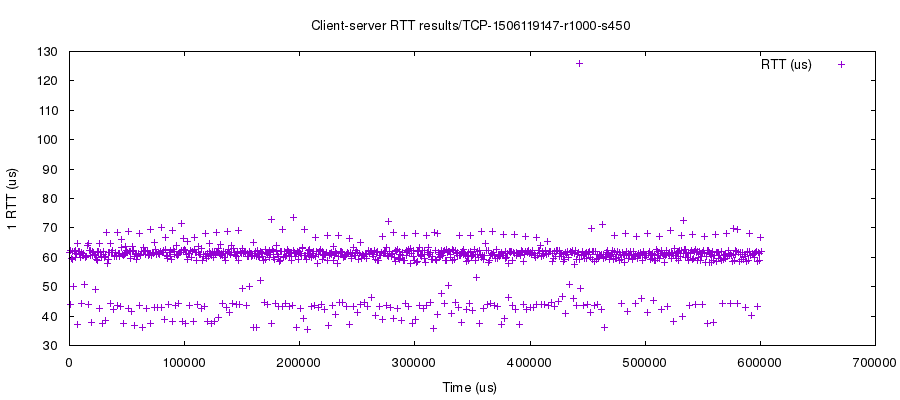 Client-server RTT results/TCP-1506119147-r1000-s450
RTT (us)
1 RTT (us)
130
120
110
100
90
80
70
60
50
40
30
0 100000 200000 300000 400000 500000 600000 700000
Time (us)